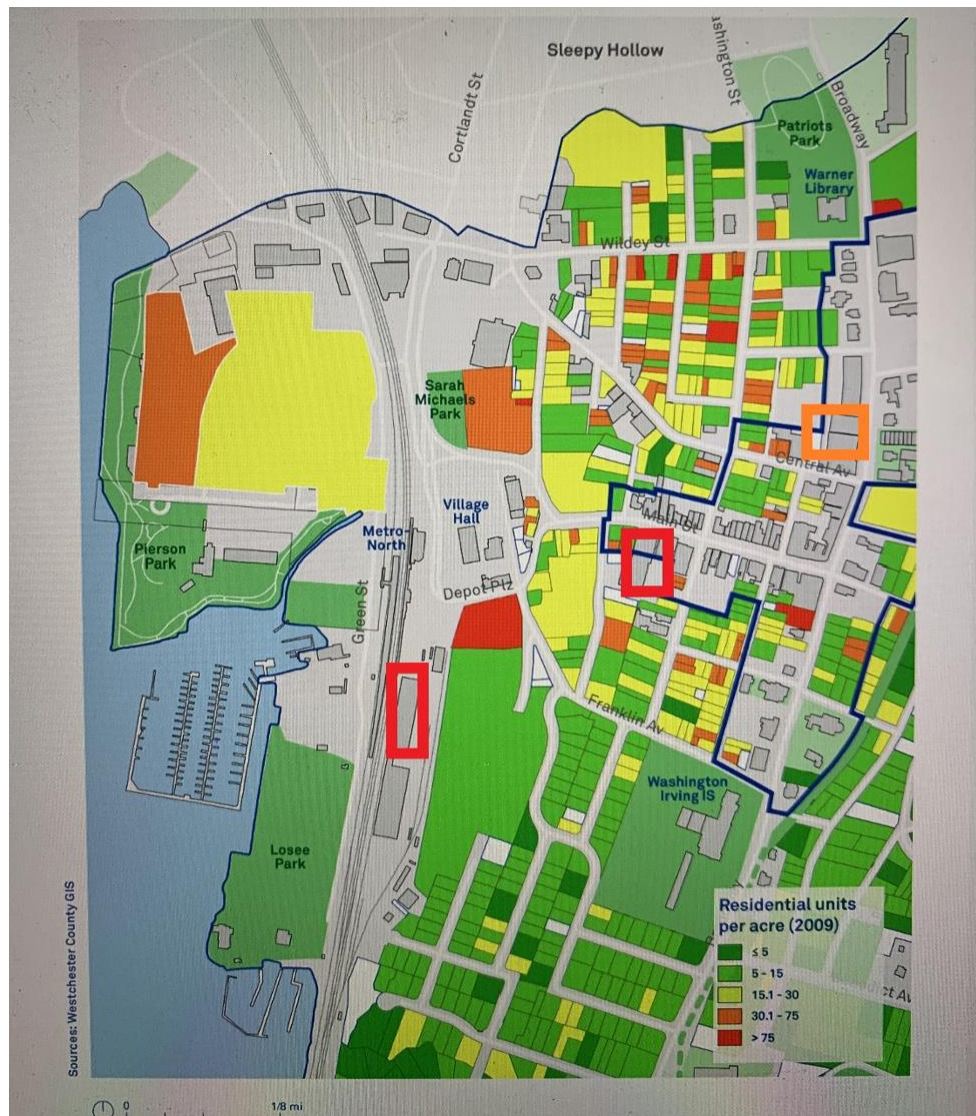 Sleepy Hollow
ashington St
Cortlandt St
Broadway
Patriots
Park
Warner
Library
Wildey St
Sarah
Michaels
Park
Central Av
Village
Hall
Main St
Metro-
North
Pierson
Park
Depot Plz
Green St
Franklin Av
Washington
Irving IS
Losee
Park
Residential units
per acre (2009)
≤ 5
5 - 15
15.1 - 30
30.1 - 75
> 75
ct Av
Sources: Westchester County GIS
0
1/8 mi